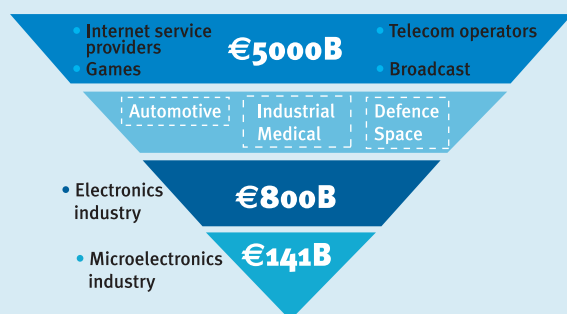 • Internet service
providers
• Games
€5000B
• Telecom operators
• Broadcast
Automotive
Industrial
Medical
Defence
Space
• Electronics
industry
€800B
• Microelectronics
industry
€141B